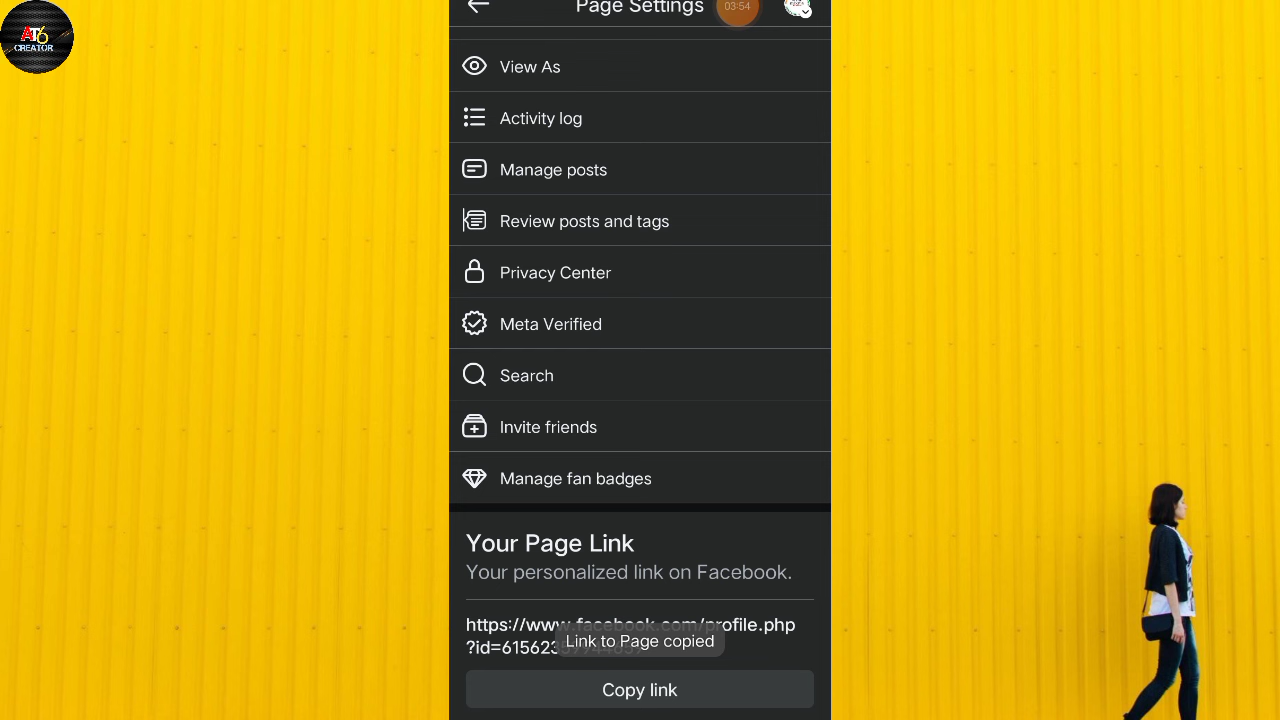 AT6
CREATOR
Page Settings
03:54
View As
Activity log
Manage posts
Review posts and tags
Privacy Center
Meta Verified
Search
Invite friends
Manage fan badges
Your Page Link
Your personalized link on Facebook.
https://www.facebook.com/profile.php
Link to Page copied
Copy link